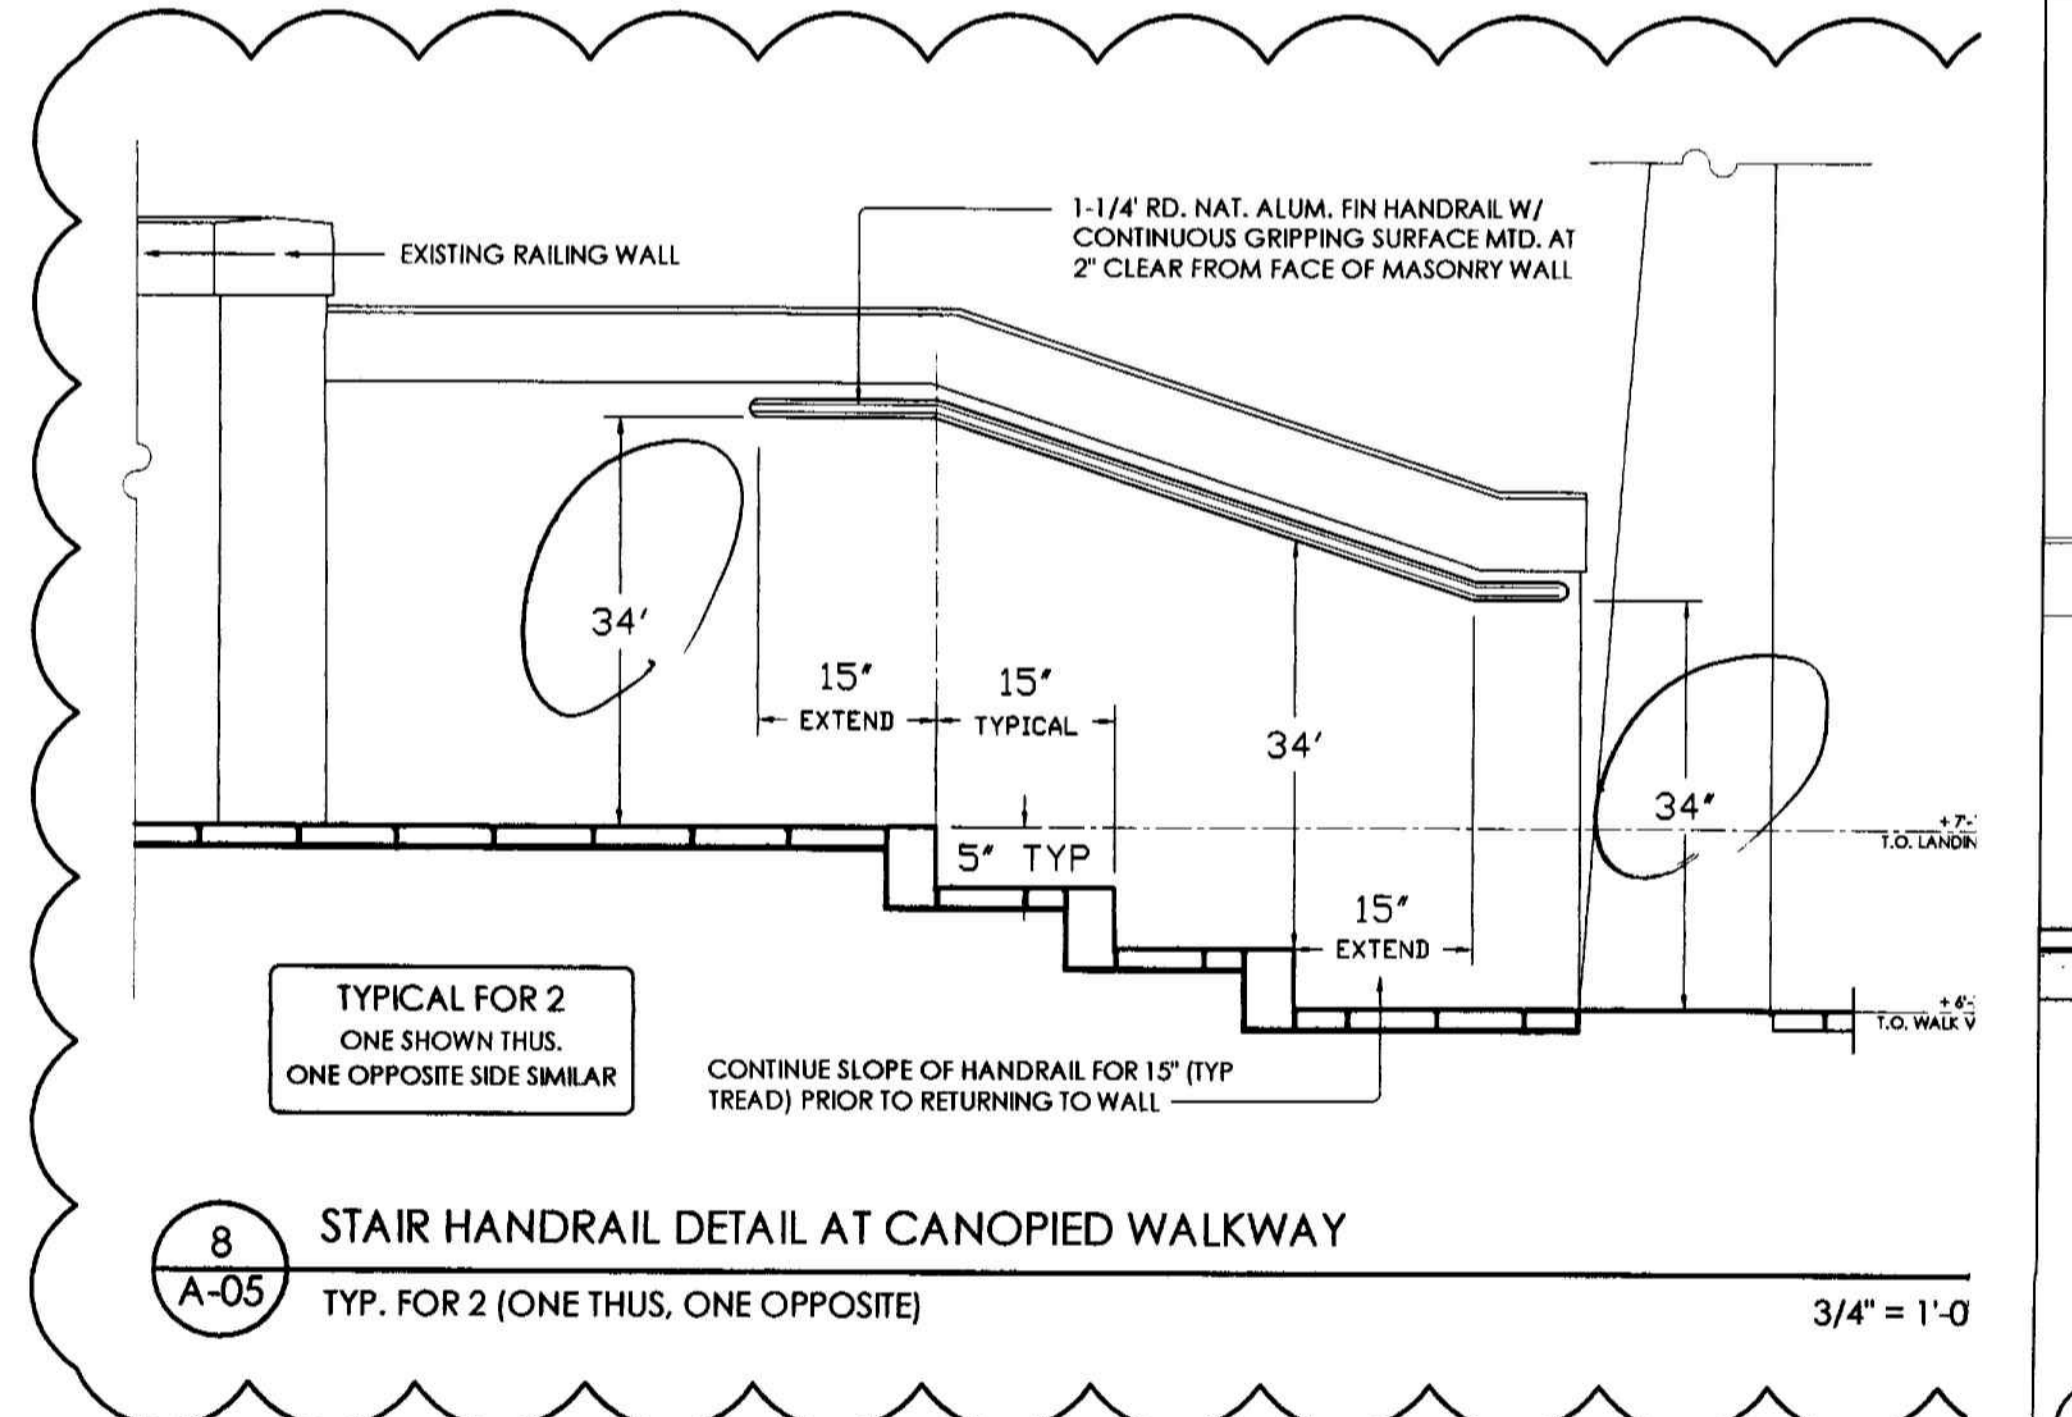 1-1/4' RD. NAT. ALUM. FIN HANDRAIL W/
CONTINUOUS GRIPPING SURFACE MTD. AT
2" CLEAR FROM FACE OF MASONRY WALL
EXISTING RAILING WALL
34'
15"
EXTEND
15"
TYPICAL
34'
34"
5" TYP
15"
EXTEND
+ 7'-
T.O. LANDIN
+ 6'-
T.O. WALK
TYPICAL FOR 2
ONE SHOWN THUS.
ONE OPPOSITE SIDE SIMILAR
CONTINUE SLOPE OF HANDRAIL FOR 15" (TYP
TREAD) PRIOR TO RETURNING TO WALL
8
A-05
STAIR HANDRAIL DETAIL AT CANOPIED WALKWAY
TYP. FOR 2 (ONE THUS, ONE OPPOSITE)
3/4" = 1'-0